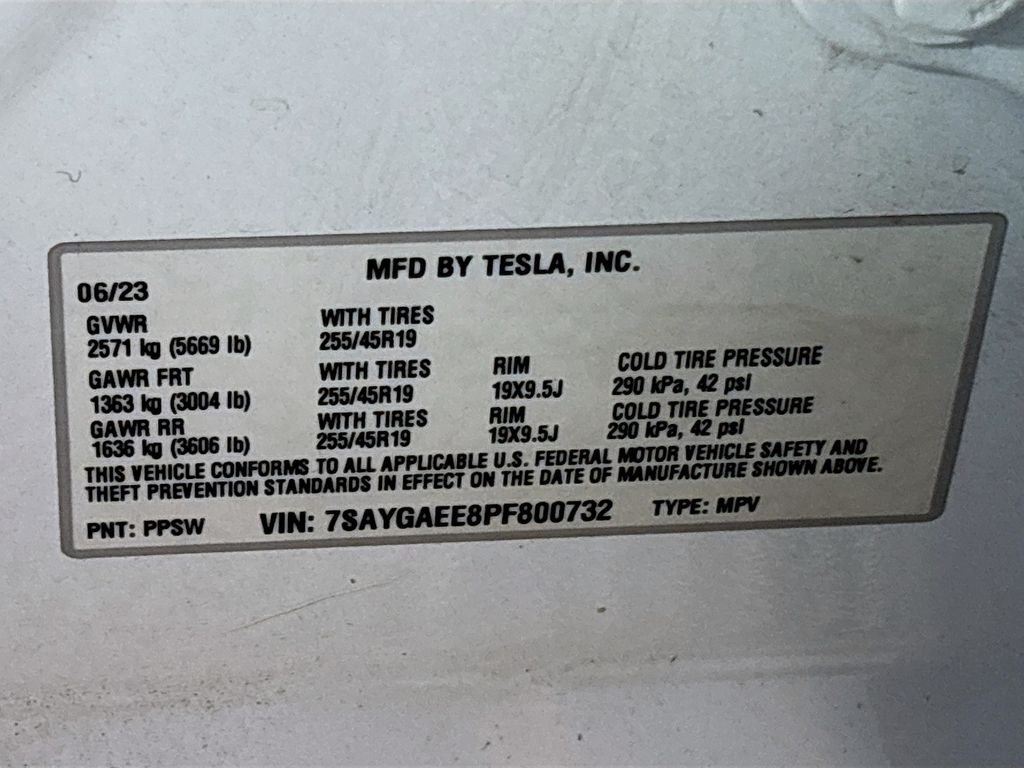 MFD BY TESLA, INC.
06/23
GVWR WITH TIRES
2571 kg (5669 lb) 255/45R19
GAWR FRT WITH TIRES RIM COLD TIRE PRESSURE
1363 kg (3004 lb) 255/45R19 19X9.5J 290 kPa, 42 psi
GAWR RR WITH TIRES RIM COLD TIRE PRESSURE
1636 kg (3606 lb) 255/45R19 19X9.5J 290 kPa, 42 psi
THIS VEHICLE CONFORMS TO ALL APPLICABLE U.S. FEDERAL MOTOR VEHICLE SAFETY AND
THEFT PREVENTION STANDARDS IN EFFECT ON THE DATE OF MANUFACTURE SHOWN ABOVE.
PNT: PPSW VIN: 7SAYGAEE8PF800732 TYPE: MPV